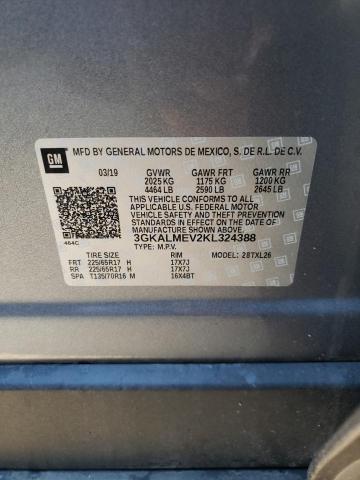 GM
MFD BY GENERAL MOTORS DE MEXICO, S. DE R.L. DE C.V.
03/19 GVWR GAWR FRT GAWR RR
2025 KG 1175 KG 1200 KG
4464 LB 2590 LB 2645 LB
THIS VEHICLE CONFORMS TO ALL APPLICABLE
U.S. FEDERAL MOTOR
VEHICLE SAFETY, BUMPER, AND THEFT
PREVENTION STANDARDS IN EFFECT ON THE
DATE OF MANUFACTURE SHOWN ABOVE.
464C 3GKALMEV2KL324388
TYPE: M.P.V.
TIRE SIZE RIM MODEL: 28TXL26
FRT 225/65R17 H 17X7J
RR 225/65R17 H 17X7J
SPA T135/70R16 M 16X4BT